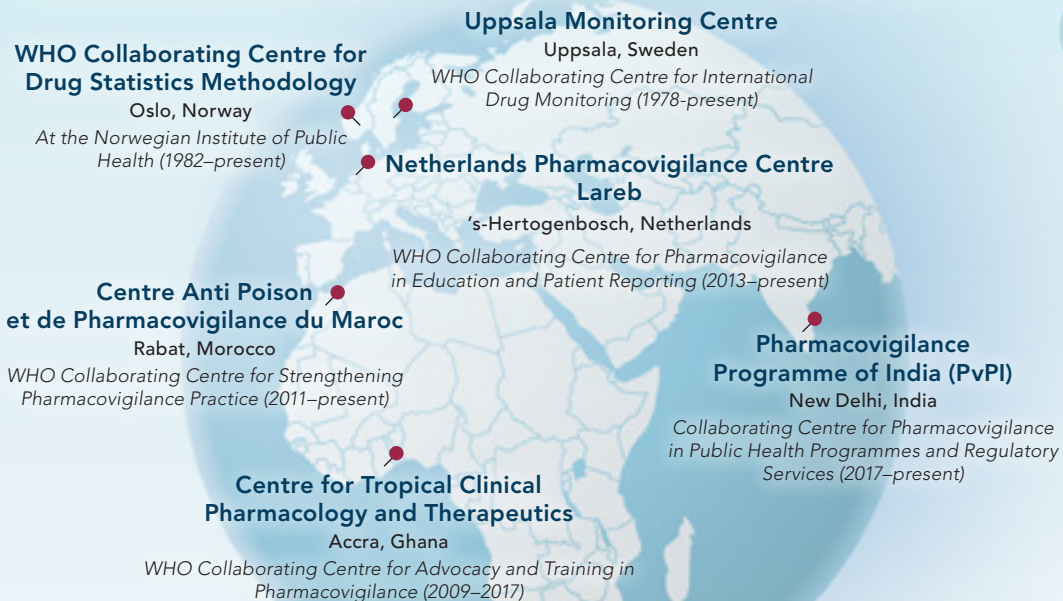 Uppsala Monitoring Centre
Uppsala, Sweden
WHO Collaborating Centre for International
Drug Monitoring (1978-present)
WHO Collaborating Centre for
Drug Statistics Methodology
Oslo, Norway
At the Norwegian Institute of Public
Health (1982–present)
Netherlands Pharmacovigilance Centre
Lareb
’s-Hertogenbosch, Netherlands
WHO Collaborating Centre for Pharmacovigilance
in Education and Patient Reporting (2013–present)
Centre Anti Poison
et de Pharmacovigilance du Maroc
Rabat, Morocco
WHO Collaborating Centre for Strengthening
Pharmacovigilance Practice (2011–present)
Pharmacovigilance
Programme of India (PvPI)
New Delhi, India
Collaborating Centre for Pharmacovigilance
in Public Health Programmes and Regulatory
Services (2017–present)
Centre for Tropical Clinical
Pharmacology and Therapeutics
Accra, Ghana
WHO Collaborating Centre for Advocacy and Training in
Pharmacovigilance (2009–2017)